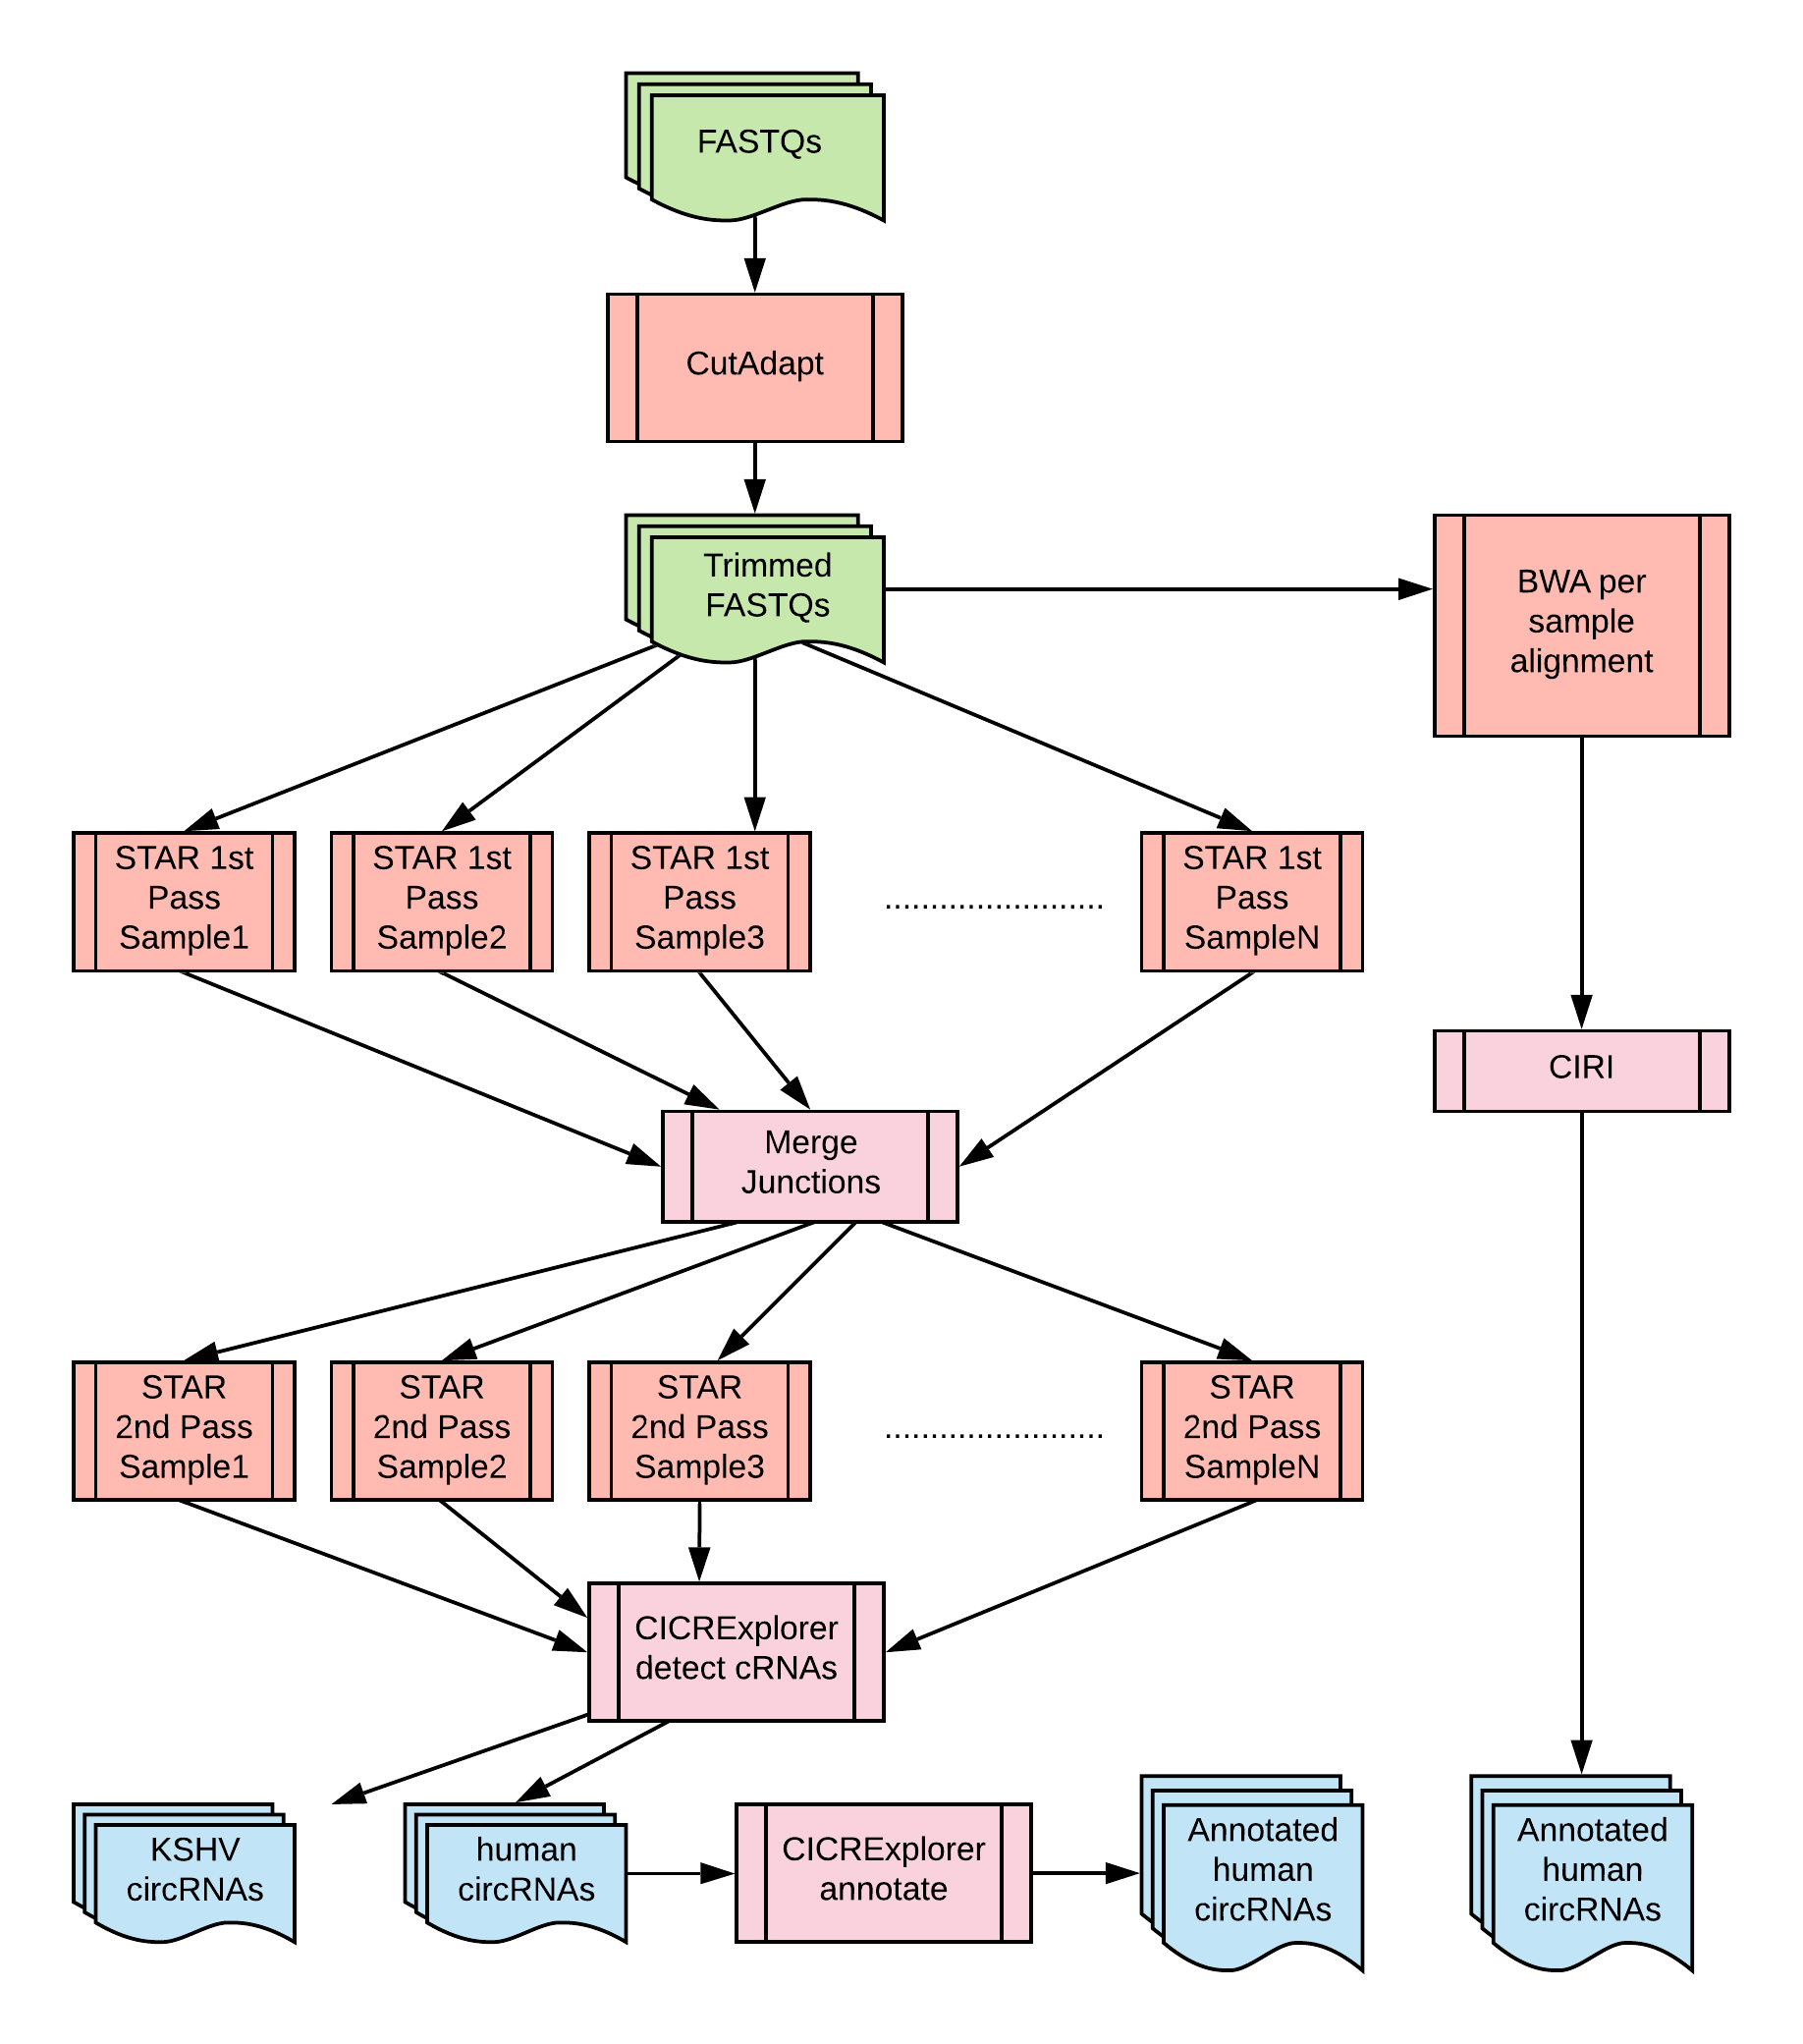 FASTQs
CutAdapt
Trimmed
FASTQs
BWA per
sample
alignment
STAR 1st
Pass
Sample1
STAR 1st
Pass
Sample2
STAR 1st
Pass
Sample3
........................
STAR 1st
Pass
SampleN
CIRI
Merge
Junctions
STAR
2nd Pass
Sample1
STAR
2nd Pass
Sample2
STAR
2nd Pass
Sample3
........................
STAR
2nd Pass
SampleN
CICRExplorer
detect cRNAs
KSHV
circRNAs
human
circRNAs
CICRExplorer
annotate
Annotated
human
circRNAs
Annotated
human
circRNAs